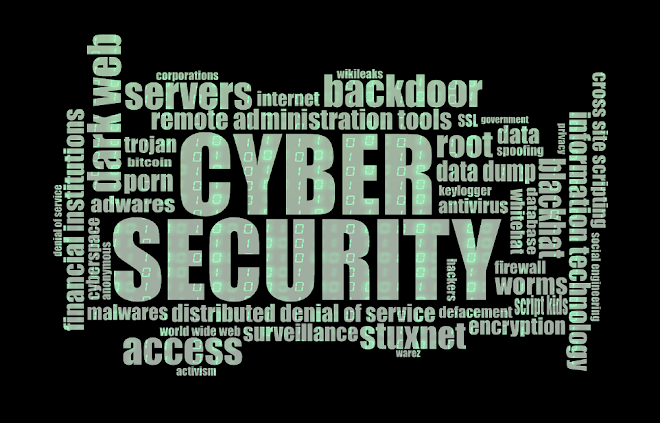 corporations
wikileaks
servers
internet
backdoor
remote administration tools
SSL
government
dark web
trojan
bitcoin
porn
adwares
CYBER
root
data
spoofing
data dump
keylogger
antivirus
privacy
cross site scripting
information technology
blackhat
database
whitehat
social engineering
financial institutions
denial of service
cyberspace
anonymous
SECURITY
hackers
firewall
worms
script kids
malwares
distributed denial of service
defacement
encryption
world wide web
surveillance
stuxnet
access
warez
activism